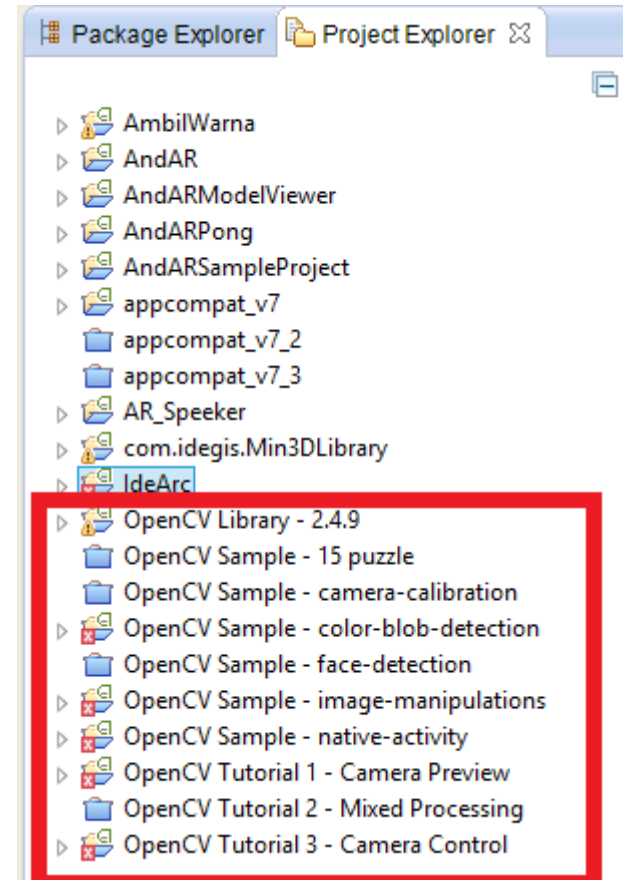 Package Explorer Project Explorer
AmbilWarna
AndAR
AndARModelViewer
AndARPong
AndARSampleProject
appcompat_v7
appcompat_v7_2
appcompat_v7_3
AR_Speeker
com.idegis.Min3DLibrary
IdeArc
OpenCV Library - 2.4.9
OpenCV Sample - 15 puzzle
OpenCV Sample - camera-calibration
OpenCV Sample - color-blob-detection
OpenCV Sample - face-detection
OpenCV Sample - image-manipulations
OpenCV Sample - native-activity
OpenCV Tutorial 1 - Camera Preview
OpenCV Tutorial 2 - Mixed Processing
OpenCV Tutorial 3 - Camera Control